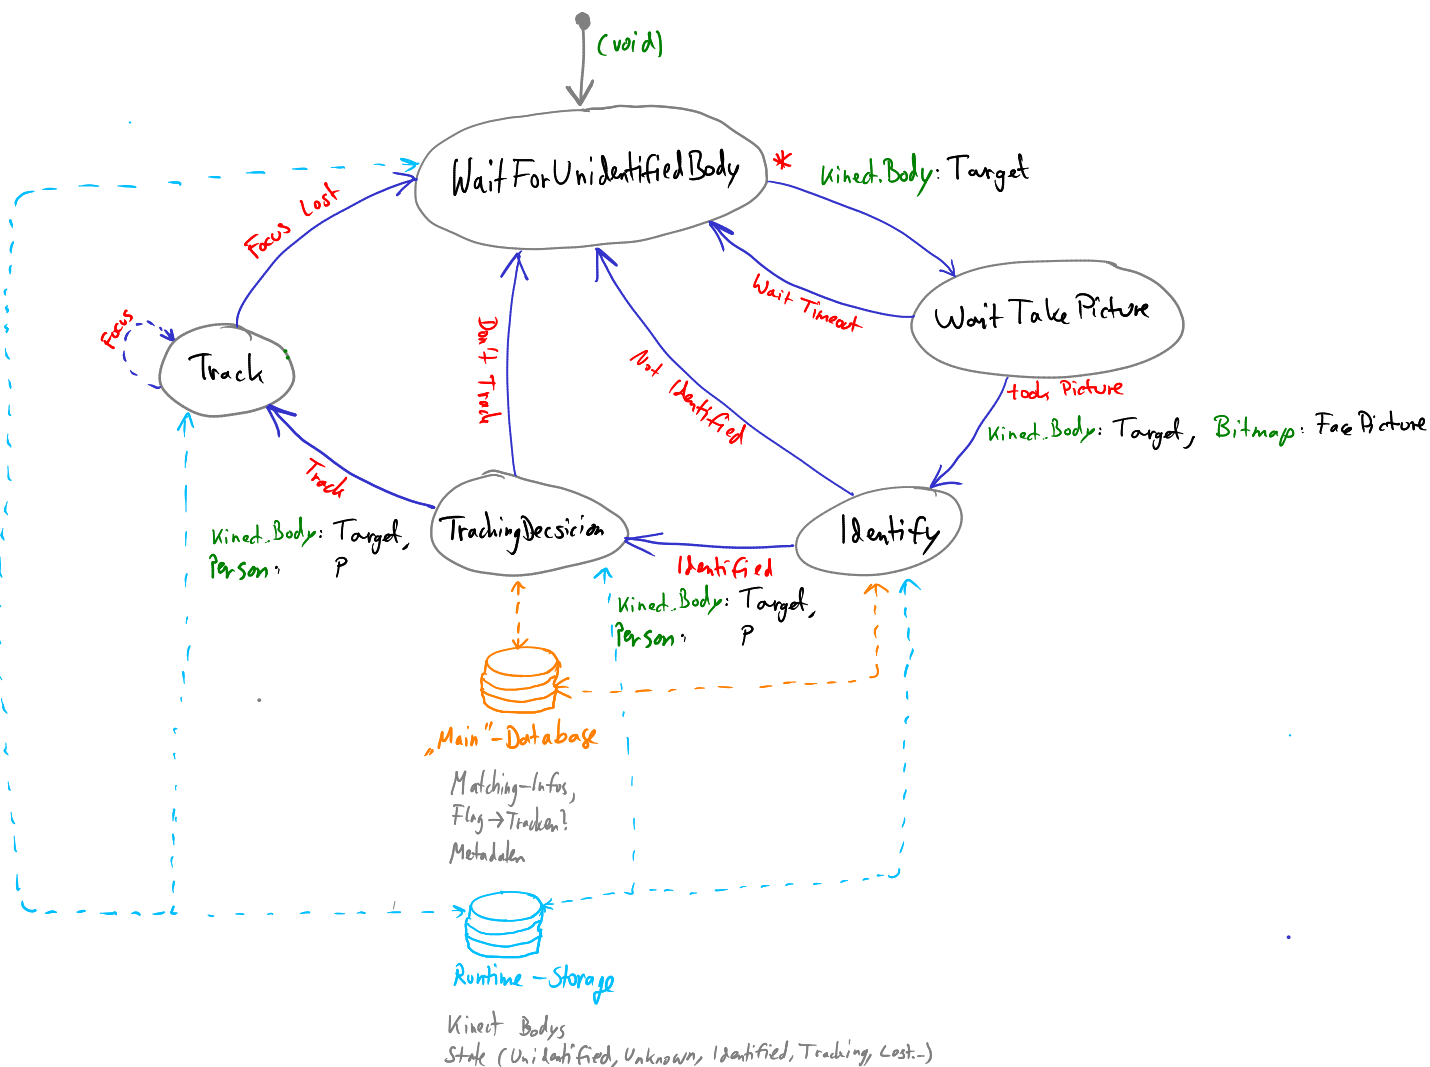 (void)
WaitForUnidentifiedBody
*
Kinect.Body: Target
Focus Lost
Wait Timeout
WaitTakePicture
Focus
Track
Don't Track
Not Identified
took Picture
Kinect.Body: Target, Bitmap: FacePicture
Track
TrackingDecsicion
Identify
Kinect.Body: Target,
Person: P
Identified
Kinect.Body: Target,
Person: P
„Main"-Database
Matching-Infos,
Flag→Tracken?
Metadaten
Runtime-Storage
Kinect Bodys
State (Unidentified, Unknown, Identified, Tracking, Lost...)